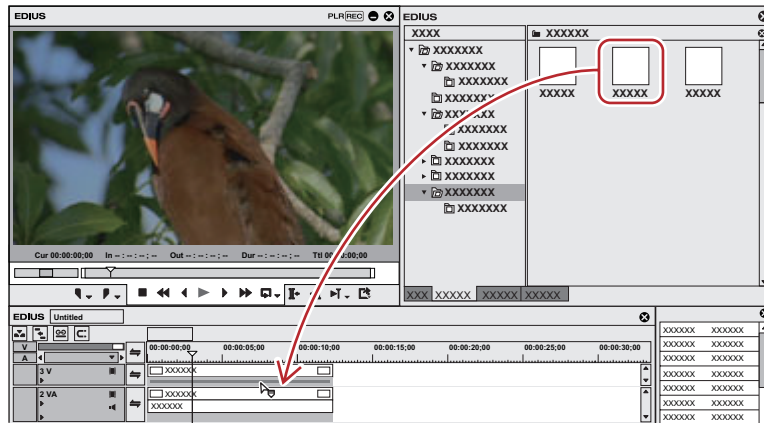 EDIUS PLR REC
Cur 00:00:00;00 In -- : -- : -- ; -- Out -- : -- : -- ; -- Dur -- : -- : -- ; -- Ttl 00:00:00;00
EDIUS
XXXX
XXXXXXX
XXXXXXX
XXXXXXX
XXXXXXX
XXXXXXX
XXXXXXX
XXXXXXX
XXXXXXX
XXXXXXX
XXXXXXX
XXXXXXX
XXXXXX
XXXXX XXXXX XXXXX
XXX XXXXX XXXXX XXXXX
EDIUS Untitled
V
A
00:00:00;00 00:00:05;00 00:00:10;00 00:00:15;00 00:00:20;00 00:00:25;00 00:00:30;00
3 V
XXXXXX
2 VA
XXXXXX
XXXXXX
XXXXXX XXXXXX
XXXXXX XXXXXX
XXXXXX XXXXXX
XXXXXX XXXXXX
XXXXXX XXXXXX
XXXXXX XXXXXX
XXXXXX XXXXXX